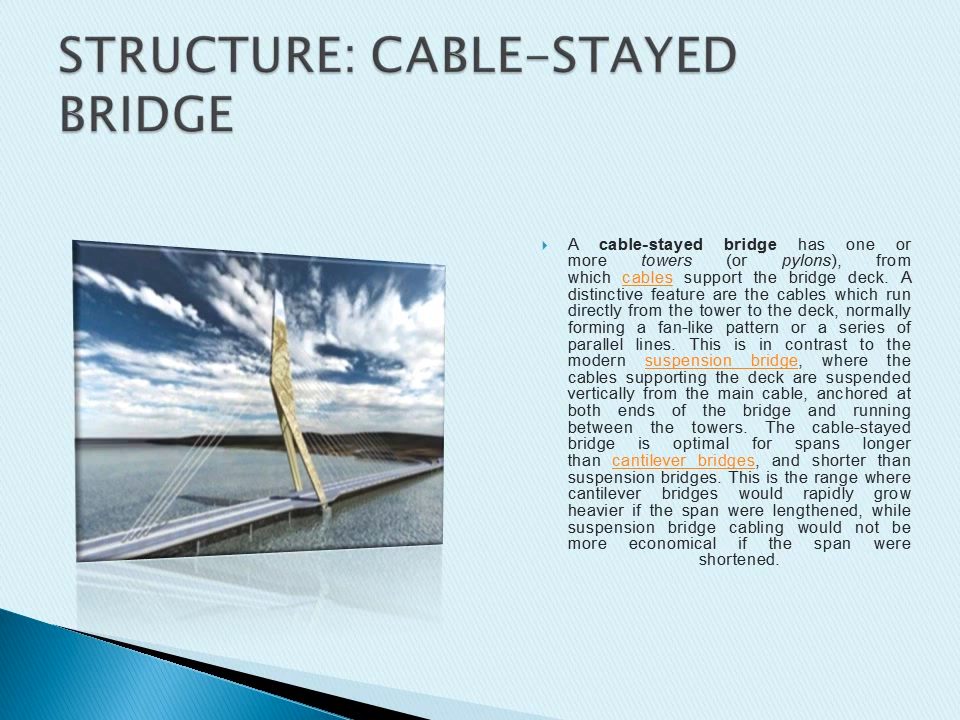 STRUCTURE: CABLE-STAYED
BRIDGE
A cable-stayed bridge has one or
more towers (or pylons), from
which cables support the bridge deck. A
distinctive feature are the cables which run
directly from the tower to the deck, normally
forming a fan-like pattern or a series of
parallel lines. This is in contrast to the
modern suspension bridge, where the
cables supporting the deck are suspended
vertically from the main cable, anchored at
both ends of the bridge and running
between the towers. The cable-stayed
bridge is optimal for spans longer
than cantilever bridges, and shorter than
suspension bridges. This is the range where
cantilever bridges would rapidly grow
heavier if the span were lengthened, while
suspension bridge cabling would not be
more economical if the span were
shortened.